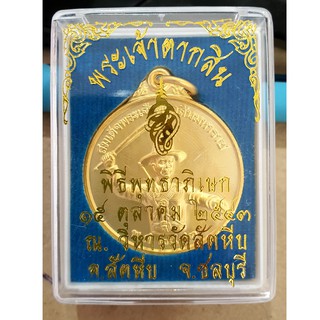 พระเจ้าตากสิน
พิธีพุทธาภิเษก
๑๕ ตุลาคม ๒๕๔๓
ณ. วิหารวัดสัตหีบ
จ.สัตหีบ จ.ชลบุรี